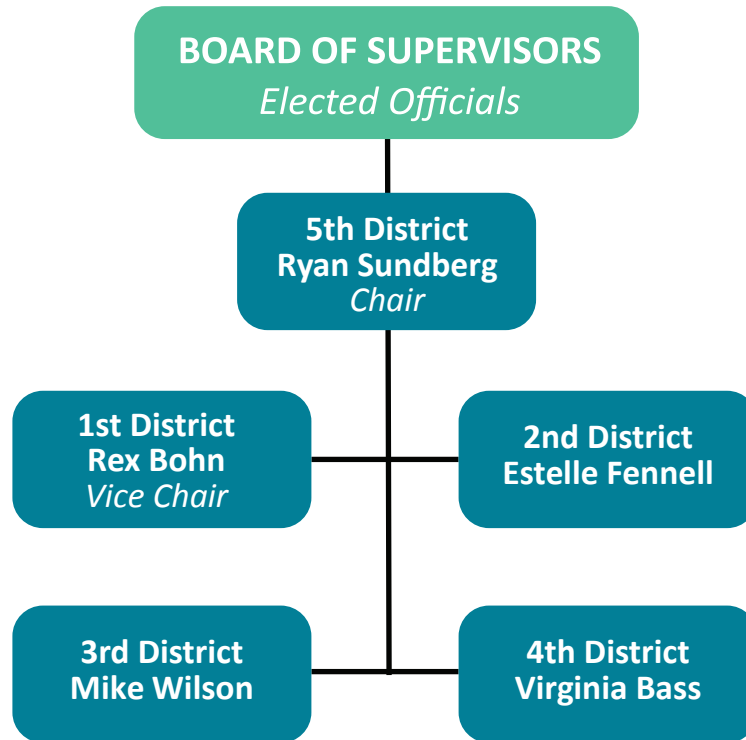 BOARD OF SUPERVISORS
Elected Officials
5th District
Ryan Sundberg
Chair
1st District
Rex Bohn
Vice Chair
2nd District
Estelle Fennell
3rd District
Mike Wilson
4th District
Virginia Bass